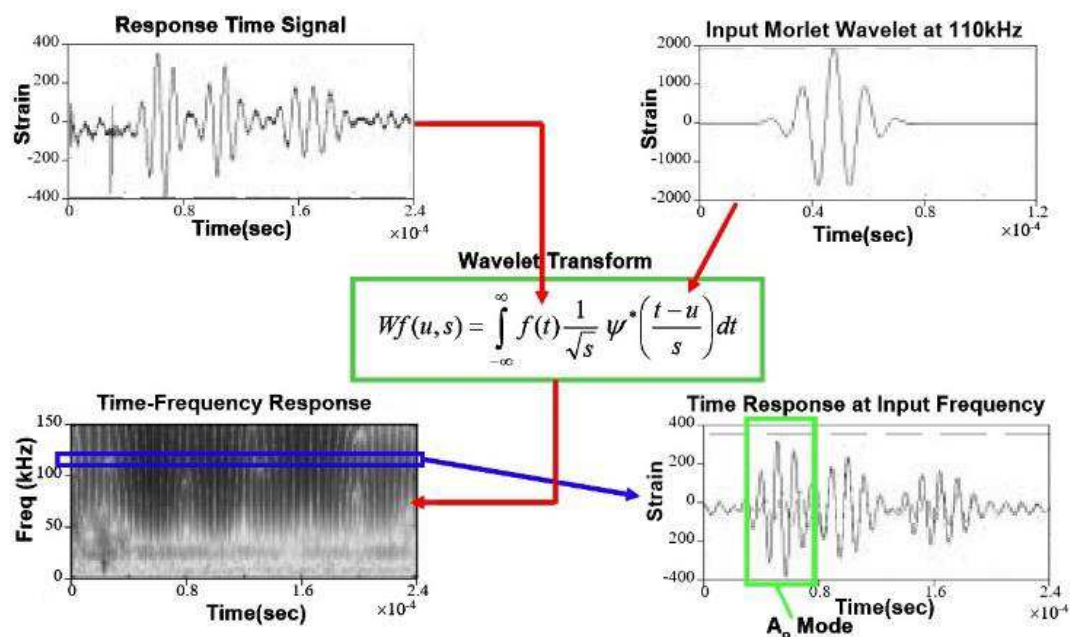 Response Time Signal
Strain
400
200
0
-200
-400
0
0.8
1.6
2.4
Time(sec)
×10⁻⁴
Input Morlet Wavelet at 110kHz
Strain
2000
1000
0
-1000
-2000
0
0.4
0.8
1.2
Time(sec)
×10⁻⁴
Wavelet Transform
Wf(u,s) = ∫_{-∞}^{∞} f(t) 1/√s ψ*((t-u)/s) dt
Time-Frequency Response
Freq (kHz)
150
100
50
0
0
0.8
1.6
2.4
Time(sec)
×10⁻⁴
Time Response at Input Frequency
Strain
400
200
0
-200
-400
0.8
1.6
2.4
Time(sec)
×10⁻⁴
A₀ Mode